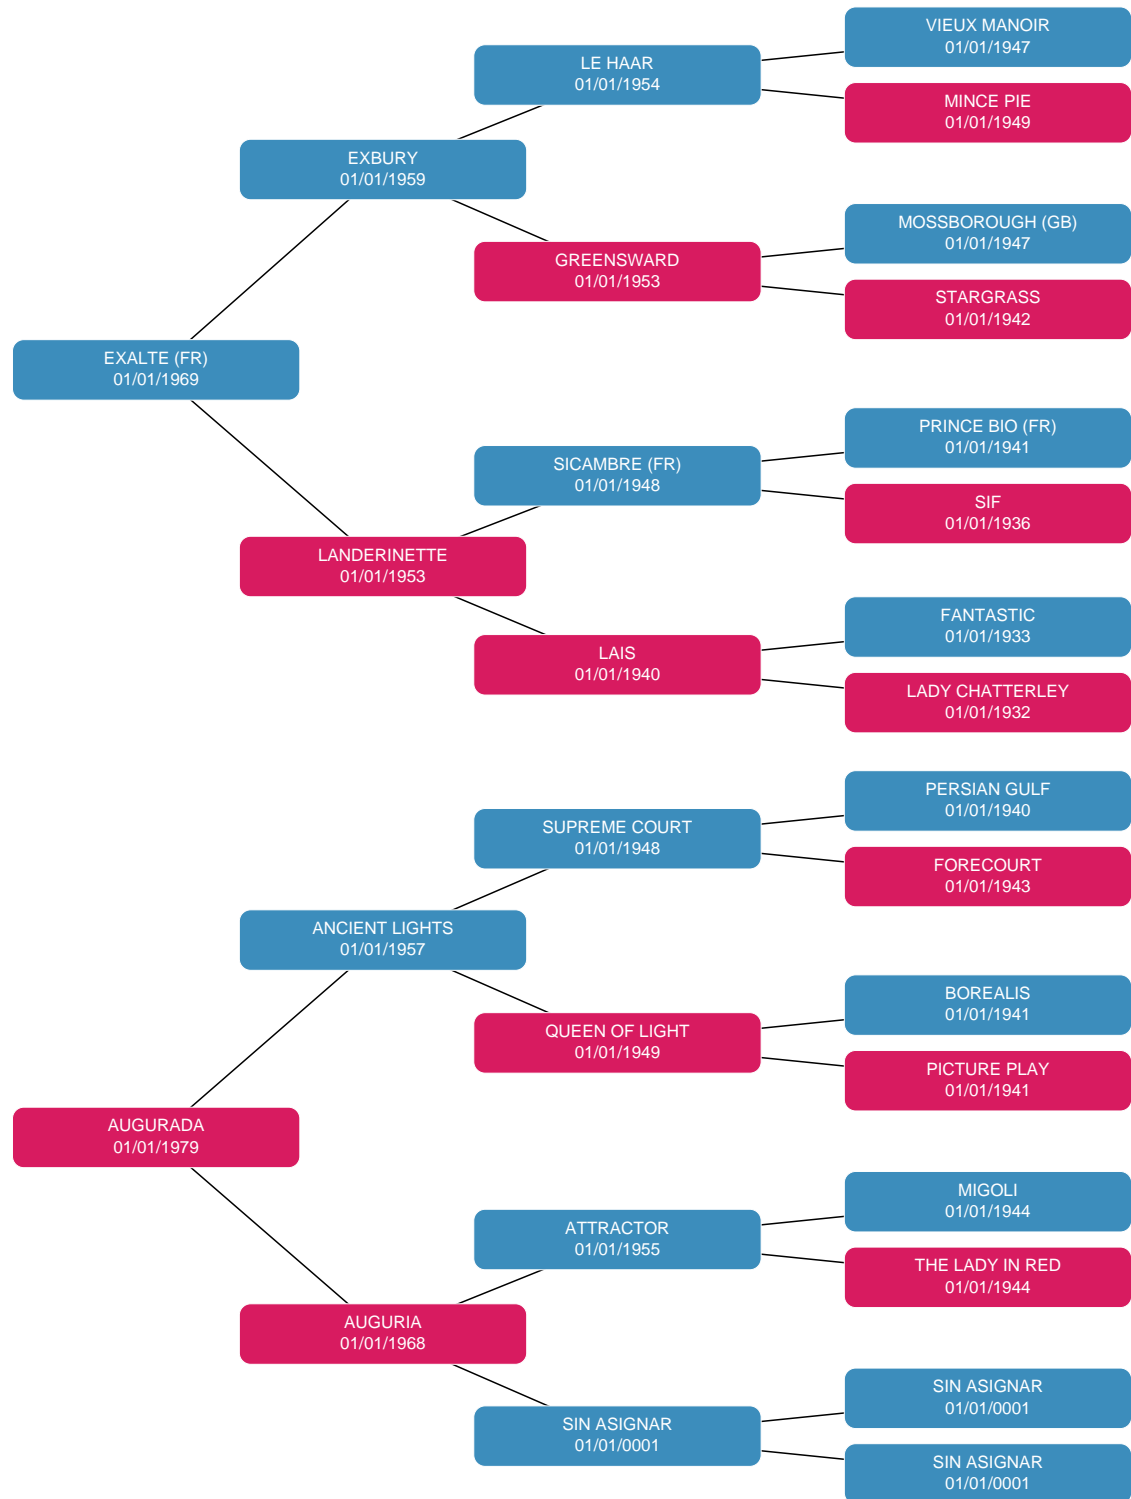 VIEUX MANOIR
01/01/1947
LE HAAR
01/01/1954
MINCE PIE
01/01/1949
EXBURY
01/01/1959
MOSSBOROUGH (GB)
01/01/1947
GREENSWARD
01/01/1953
STARGRASS
01/01/1942
EXALTE (FR)
01/01/1969
PRINCE BIO (FR)
01/01/1941
SICAMBRE (FR)
01/01/1948
SIF
01/01/1936
LANDERINETTE
01/01/1953
FANTASTIC
01/01/1933
LAIS
01/01/1940
LADY CHATTERLEY
01/01/1932
PERSIAN GULF
01/01/1940
SUPREME COURT
01/01/1948
FORECOURT
01/01/1943
ANCIENT LIGHTS
01/01/1957
BOREALIS
01/01/1941
QUEEN OF LIGHT
01/01/1949
PICTURE PLAY
01/01/1941
AUGURADA
01/01/1979
MIGOLI
01/01/1944
ATTRACTOR
01/01/1955
THE LADY IN RED
01/01/1944
AUGURIA
01/01/1968
SIN ASIGNAR
01/01/0001
SIN ASIGNAR
01/01/0001
SIN ASIGNAR
01/01/0001